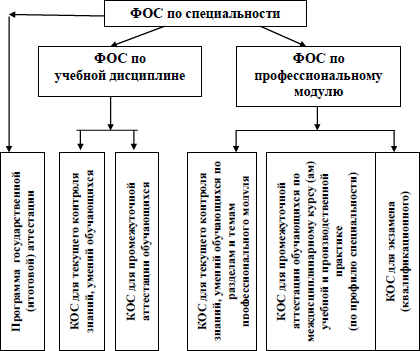 ФОС по специальности
ФОС по
учебной дисциплине
ФОС по
профессиональному
модулю
Программа государственной
(итоговой) аттестации
КОС для текущего контроля
знаний, умений обучающихся
КОС для промежуточной
аттестации обучающихся
КОС для текущего контроля
знаний, умений обучающихся по
разделам и темам
профессионального модуля
КОС для промежуточной
аттестации обучающихся по
междисциплинарному курсу (ам)
учебной и производственной
практике
(по профилю специальности)
КОС для экзамена
(квалификационного)